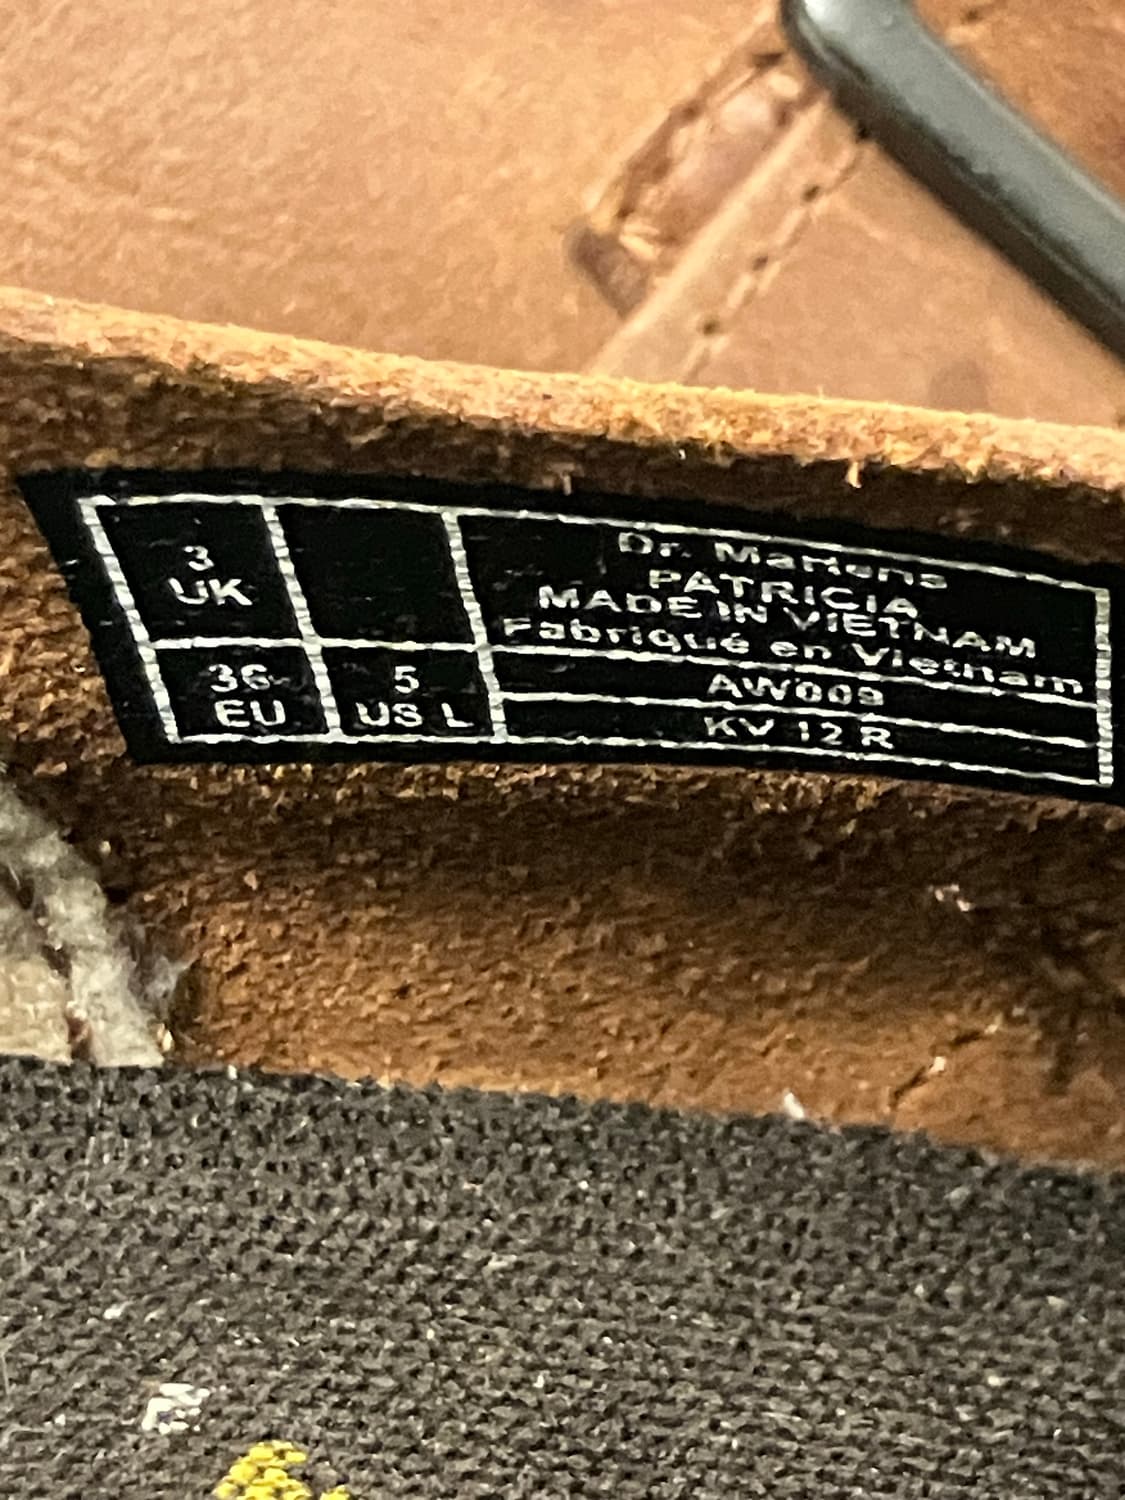 3
UK
36
EU
5
US L
Dr. Martens
PATRICIA
MADE IN VIETNAM
Fabriqué en Vietnam
AW009
KV 12 R